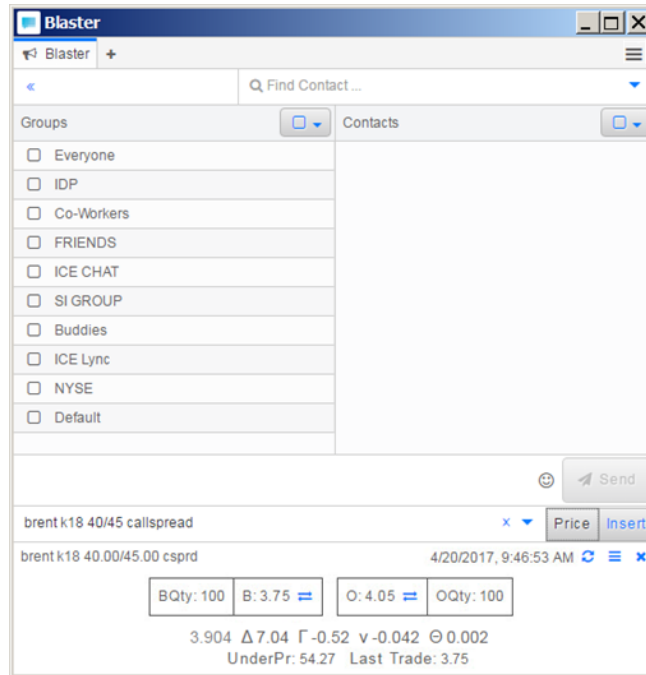 Blaster
Blaster +
« Find Contact ...
Groups Contacts
Everyone
IDP
Co-Workers
FRIENDS
ICE CHAT
SI GROUP
Buddies
ICE Lync
NYSE
Default
Send
brent k18 40/45 callspread x Price Insert
brent k18 40.00/45.00 csprd 4/20/2017, 9:46:53 AM
BQty: 100 B: 3.75 O: 4.05 OQty: 100
3.904 Δ 7.04 Γ -0.52 ν -0.042 Θ 0.002
UnderPr: 54.27 Last Trade: 3.75